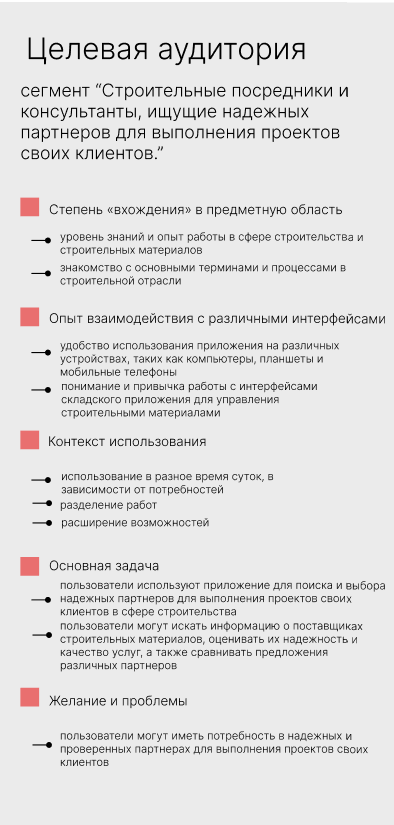 Целевая аудитория
сегмент “Строительные посредники и
консультанты, ищущие надежных
партнеров для выполнения проектов
своих клиентов.”
Степень «вхождения» в предметную область
уровень знаний и опыт работы в сфере строительства и
строительных материалов
знакомство с основными терминами и процессами в
строительной отрасли
Опыт взаимодействия с различными интерфейсами
удобство использования приложения на различных
устройствах, таких как компьютеры, планшеты и
мобильные телефоны
понимание и привычка работы с интерфейсами
складского приложения для управления
строительными материалами
Контекст использования
использование в разное время суток, в
зависимости от потребностей
разделение работ
расширение возможностей
Основная задача
пользователи используют приложение для поиска и выбора
надежных партнеров для выполнения проектов своих
клиентов в сфере строительства
пользователи могут искать информацию о поставщиках
строительных материалов, оценивать их надежность и
качество услуг, а также сравнивать предложения
различных партнеров
Желание и проблемы
пользователи могут иметь потребность в надежных и
проверенных партнерах для выполнения проектов своих
клиентов